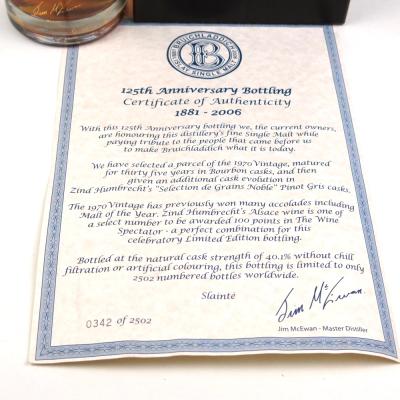 Jim McEwan
BRUICHLADDICH
ISLAY SINGLE MALT
B
125th Anniversary Bottling
Certificate of Authenticity
1881 - 2006
With this 125th Anniversary bottling we, the current owners,
are honouring this distillery's fine Single Malt while
paying tribute to the people that came before us
to make Bruichladdich what it is today.
We have selected a parcel of the 1970 Vintage, matured
for thirty five years in Bourbon casks, and then
given an additional cask evolution in
Zind Humbrecht's "Selection de Grains Noble" Pinot Gris casks.
The 1970 Vintage has previously won many accolades including
Malt of the Year. Zind Humbrecht's Alsace wine is one of
a select number to be awarded 100 points in The Wine
Spectator - a perfect combination for this
celebratory Limited Edition bottling.
Bottled at the natural cask strength of 40.1% without chill
filtration or artificial colouring, this bottling is limited to only
2502 numbered bottles worldwide.
Slainté
Jim McEwan
Jim McEwan - Master Distiller
0342 of 2502